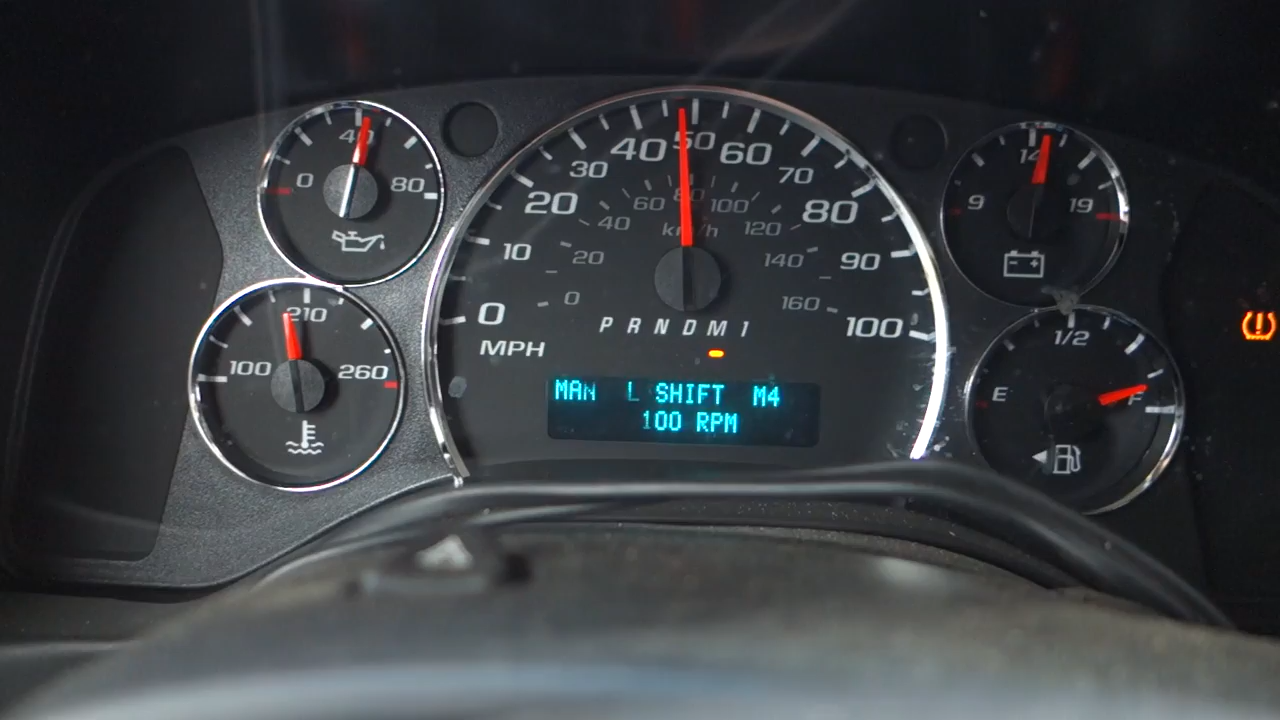 0 40 80
100 210 260
0 10 20 30 40 50 60 70 80 90 100
0 20 40 60 80 100 120 140 160
km/h
MPH
P R N D M 1
MAN L SHIFT M4
100 RPM
9 14 19
E 1/2 F